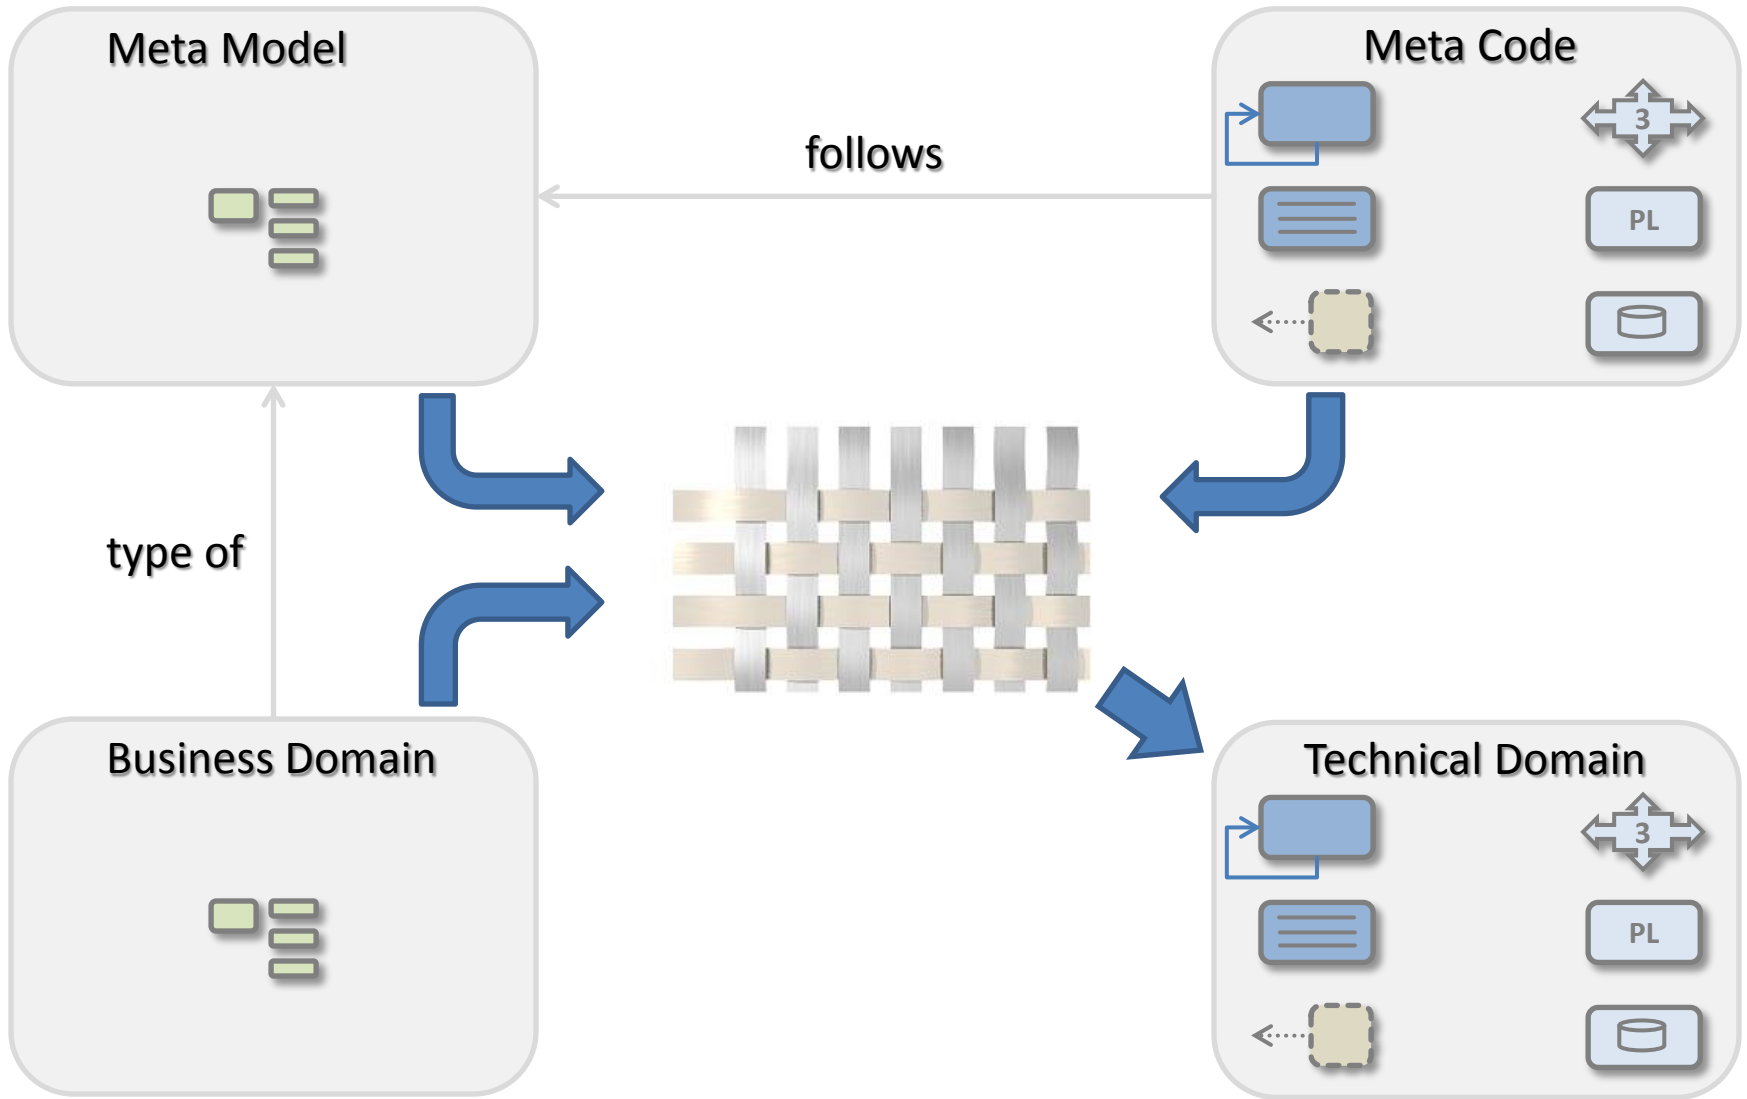 Meta Model
Meta Code
3
follows
PL
type of
Business Domain
Technical Domain
3
PL